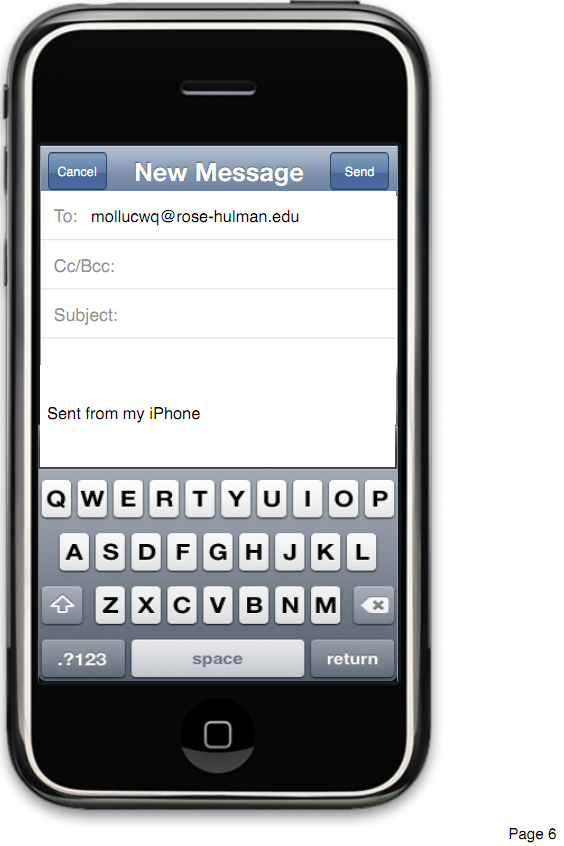 Cancel New Message Send
To: mollucwq@rose-hulman.edu
Cc/Bcc:
Subject:
Sent from my iPhone
Q W E R T Y U I O P
A S D F G H J K L
Z X C V B N M
.?123 space return
Page 6